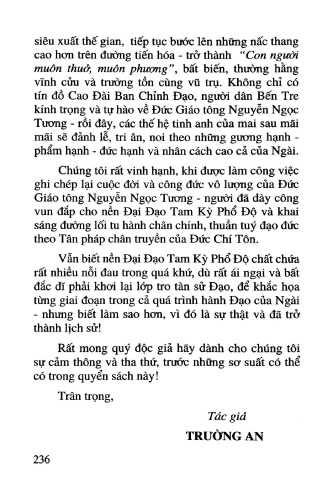 siêu xuất thế gian, tiếp tục bước lên những nấc thang
cao hơn trên đường tiến hóa - trở thành "Con người
muôn thuở, muôn phương", bất biến, thường hằng
vĩnh cửu và trường tồn cùng vũ trụ. Không chỉ có
tín đồ Cao Đài Ban Chỉnh Đạo, người dân Bến Tre
kính trọng và tự hào về Đức Giáo tông Nguyễn Ngọc
Tương - rồi đây, các thế hệ tinh anh của mai sau mãi
mãi sẽ đảnh lễ, tri ân, noi theo những gương hạnh -
phẩm hạnh - đức hạnh và nhân cách cao cả của Ngài.
Chúng tôi rất vinh hạnh, khi được làm công việc
ghi chép lại cuộc đời và công đức vô lượng của Đức
Giáo tông Nguyễn Ngọc Tương - người đã dày công
vun đắp cho nền Đại Đạo Tam Kỳ Phổ Độ và khai
sáng đường lối tu hành chân chính, thuần tuý đạo đức
theo Tân pháp chân truyền của Đức Chí Tôn.
Vẫn biết nền Đại Đạo Tam Kỳ Phổ Độ chất chứa
rất nhiều nỗi đau trong quá khứ, dù rất ái ngại và bất
đắc dĩ phải khơi lại lớp tro tàn sử Đạo, để khắc họa
từng giai đoạn trong cả quá trình hành Đạo của Ngài
- nhưng biết làm sao hơn, vì đó là sự thật và đã trở
thành lịch sử!
Rất mong quý độc giả hãy dành cho chúng tôi
sự cảm thông và tha thứ, trước những sơ suất có thể
có trong quyển sách này!
Trân trọng,
Tác giả
TRƯỜNG AN
236